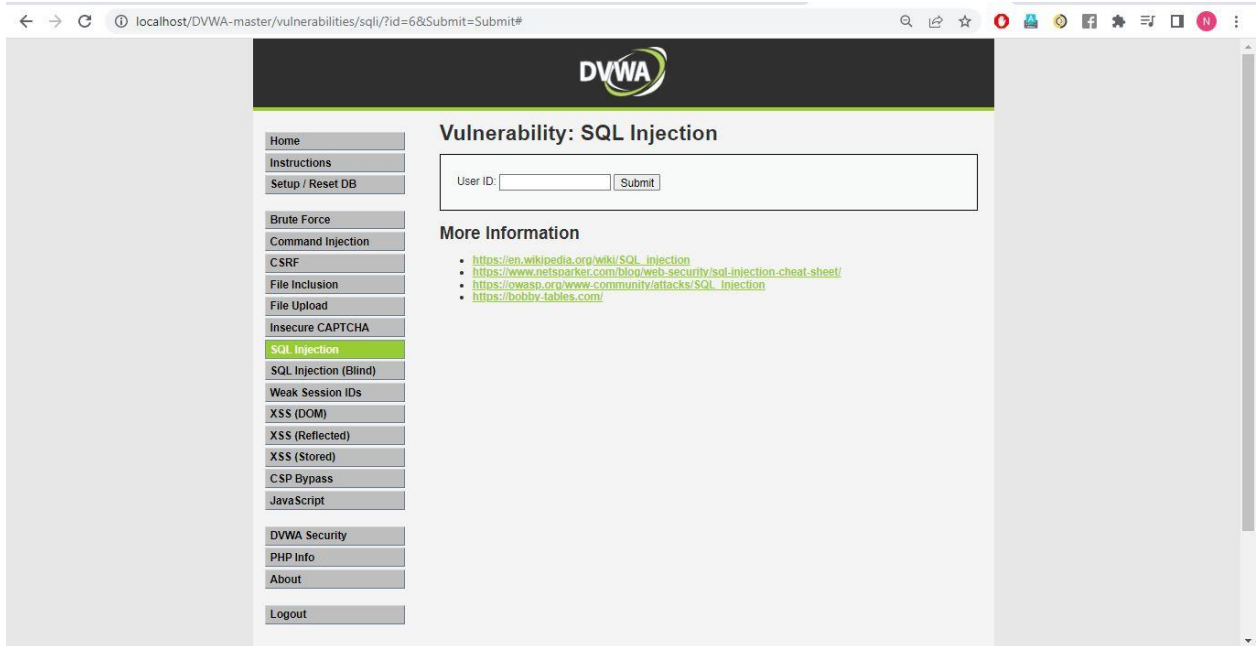 localhost/DVWA-master/vulnerabilities/sqli/?id=6&Submit=Submit#
N
DVWA
Home
Instructions
Setup / Reset DB
Brute Force
Command Injection
CSRF
File Inclusion
File Upload
Insecure CAPTCHA
SQL Injection
SQL Injection (Blind)
Weak Session IDs
XSS (DOM)
XSS (Reflected)
XSS (Stored)
CSP Bypass
JavaScript
DVWA Security
PHP Info
About
Logout
Vulnerability: SQL Injection
User ID: Submit
More Information
https://en.wikipedia.org/wiki/SQL_injection
https://www.netsparker.com/blog/web-security/sql-injection-cheat-sheet/
https://owasp.org/www-community/attacks/SQL_Injection
https://bobby-tables.com/